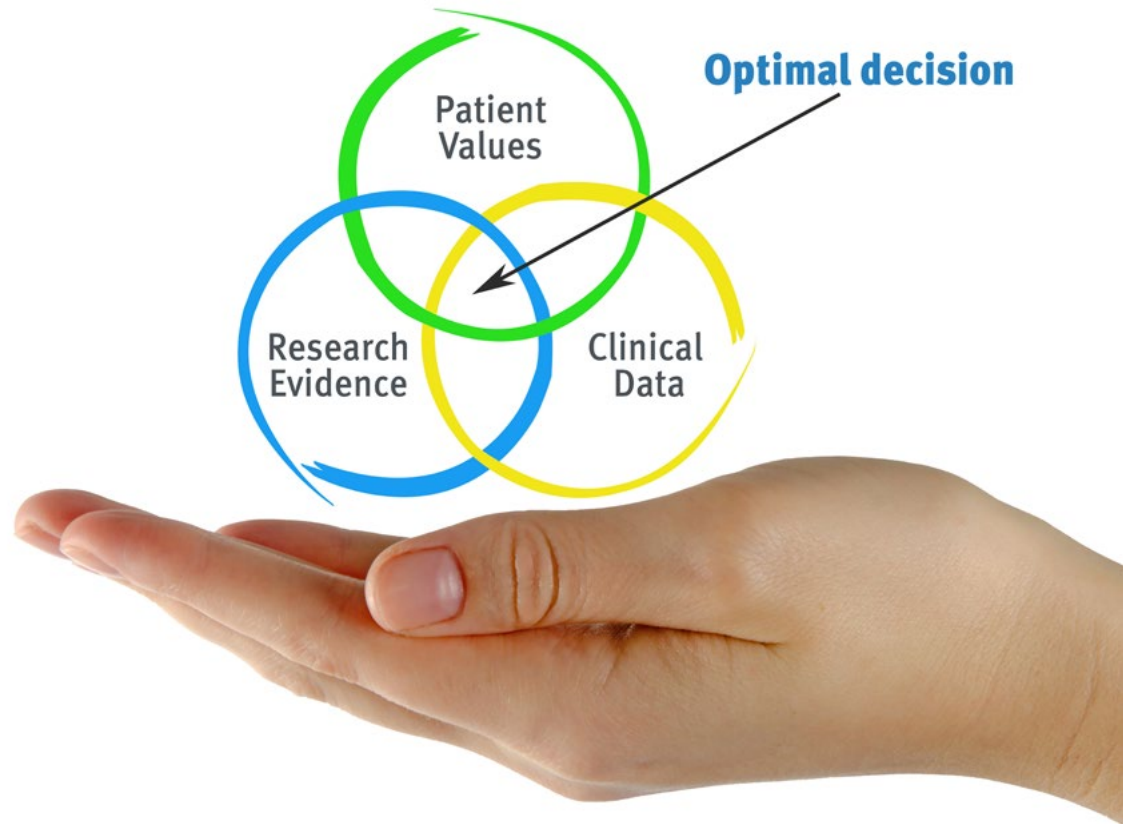 Optimal decision
Patient
Values
Research
Evidence
Clinical
Data